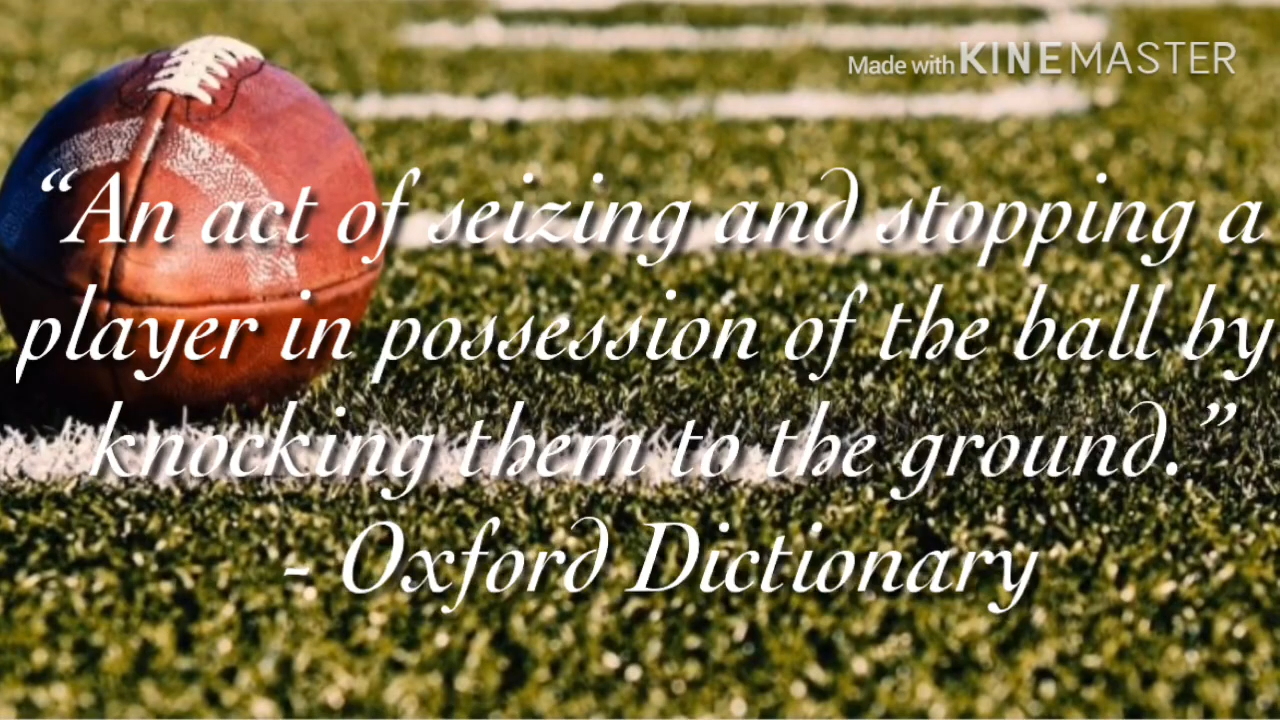 Made with KINEMASTER
“An act of seizing and stopping a
player in possession of the ball by
knocking them to the ground.”
- Oxford Dictionary